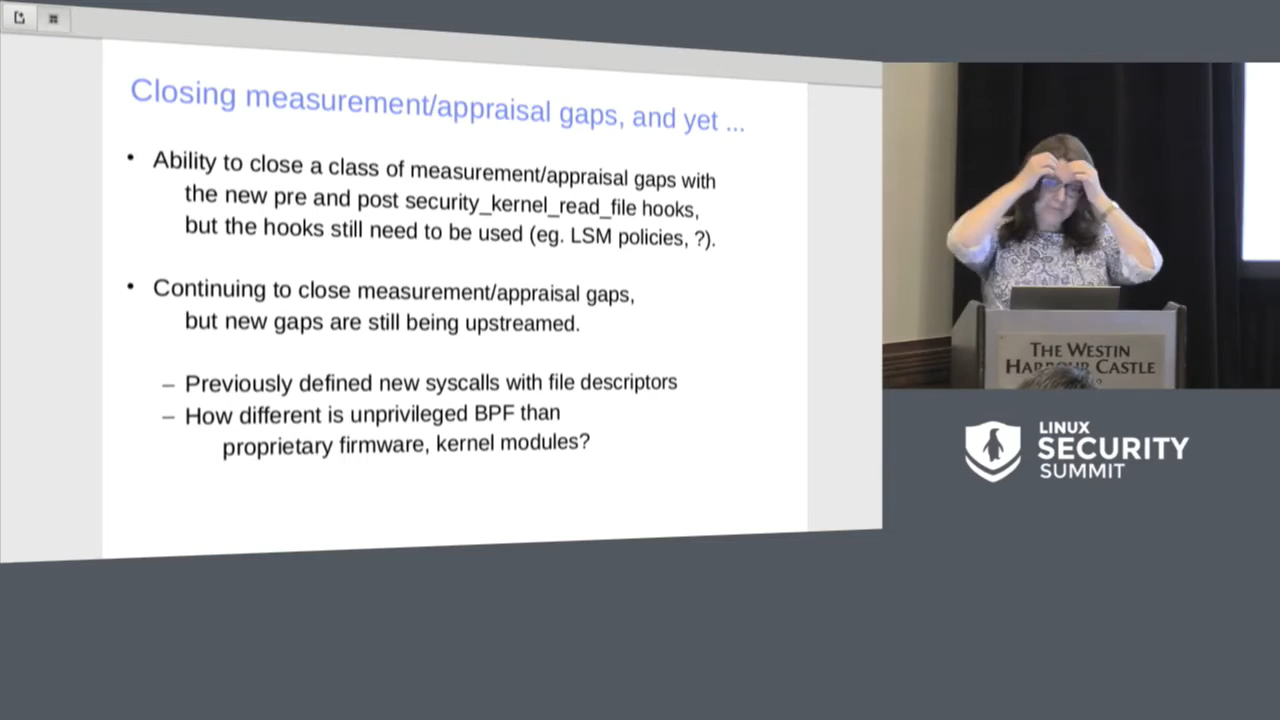 Closing measurement/appraisal gaps, and yet ...
• Ability to close a class of measurement/appraisal gaps with
the new pre and post security_kernel_read_file hooks,
but the hooks still need to be used (eg. LSM policies, ?).
• Continuing to close measurement/appraisal gaps,
but new gaps are still being upstreamed.
– Previously defined new syscalls with file descriptors
– How different is unprivileged BPF than
proprietary firmware, kernel modules?
THE WESTIN
HARBOUR CASTLE
LINUX
SECURITY
SUMMIT